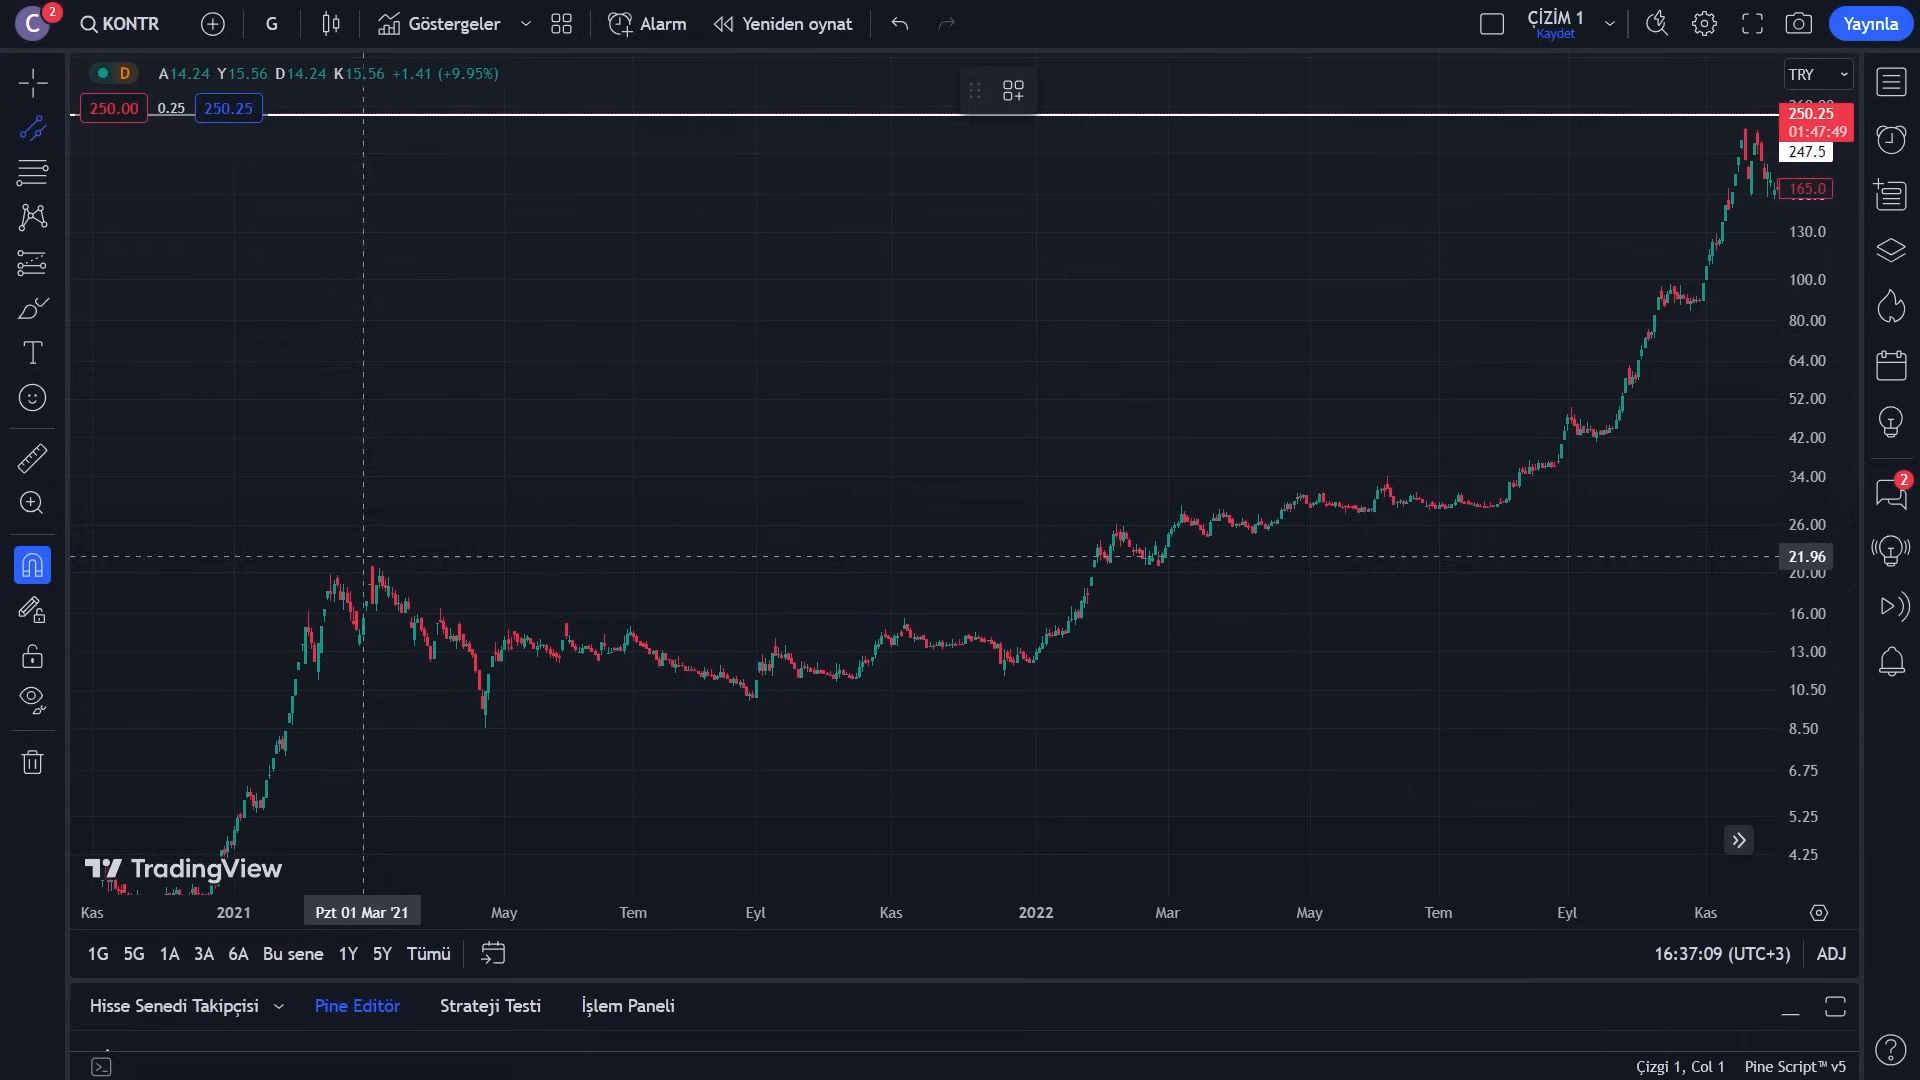 C 2 KONTR G Göstergeler Alarm Yeniden oynat ÇİZİM 1 Kaydet Yayınla
D A14.24 Y15.56 D14.24 K15.56 +1.41 (+9.95%) TRY
250.00 0.25 250.25
250.25
01:47:49
247.5
165.0
130.0
100.0
80.00
64.00
52.00
42.00
34.00
2
26.00
21.96
20.00
16.00
13.00
10.50
8.50
6.75
5.25
4.25
TradingView
Kas 2021 Pzt 01 Mar '21 May Tem Eyl Kas 2022 Mar May Tem Eyl Kas
1G 5G 1A 3A 6A Bu sene 1Y 5Y Tümü 16:37:09 (UTC+3) ADJ
Hisse Senedi Takipçisi Pine Editör Strateji Testi İşlem Paneli
Çizgi 1, Col 1 Pine Script™ v5